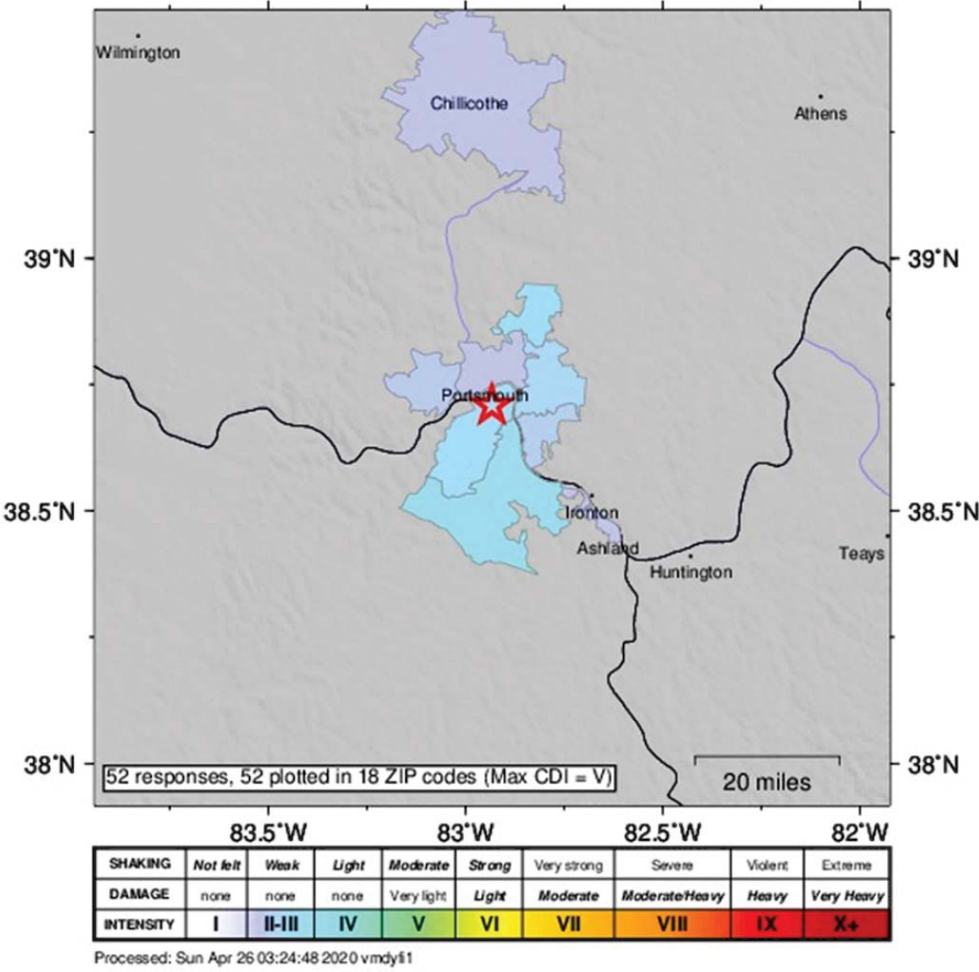 Wilmington
Chillicothe
Athens
39°N 39°N
Portsmouth
38.5°N 38.5°N
Ironton
Ashland
Teays
Huntington
38°N 38°N
52 responses, 52 plotted in 18 ZIP codes (Max CDI = V)
20 miles
83.5°W 83°W 82.5°W 82°W
SHAKING Not felt Weak Light Moderate Strong Very strong Severe Violent Extreme
DAMAGE none none none Very light Light Moderate Moderate/Heavy Heavy Very Heavy
INTENSITY I II-III IV V VI VII VIII IX X+
Processed: Sun Apr 26 03:24:48 2020 vmdyfi1